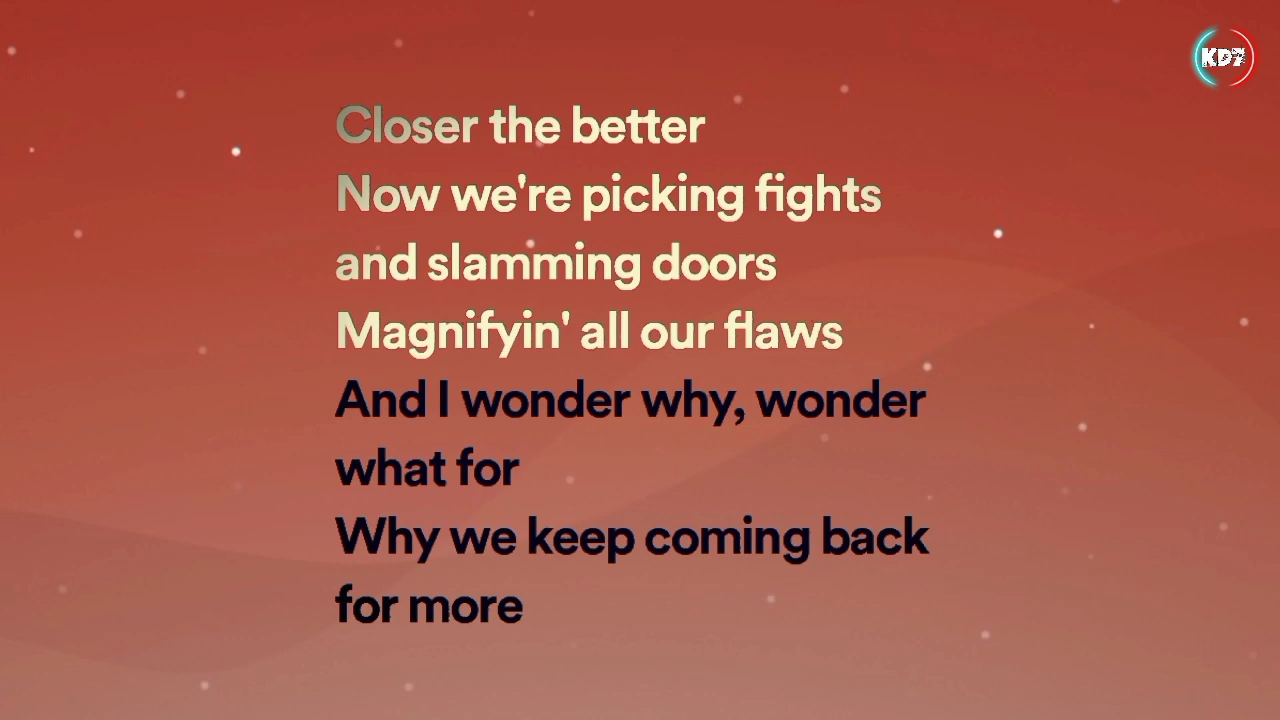 KD7
Closer the better
Now we're picking fights
and slamming doors
Magnifyin' all our flaws
And I wonder why, wonder
what for
Why we keep coming back
for more